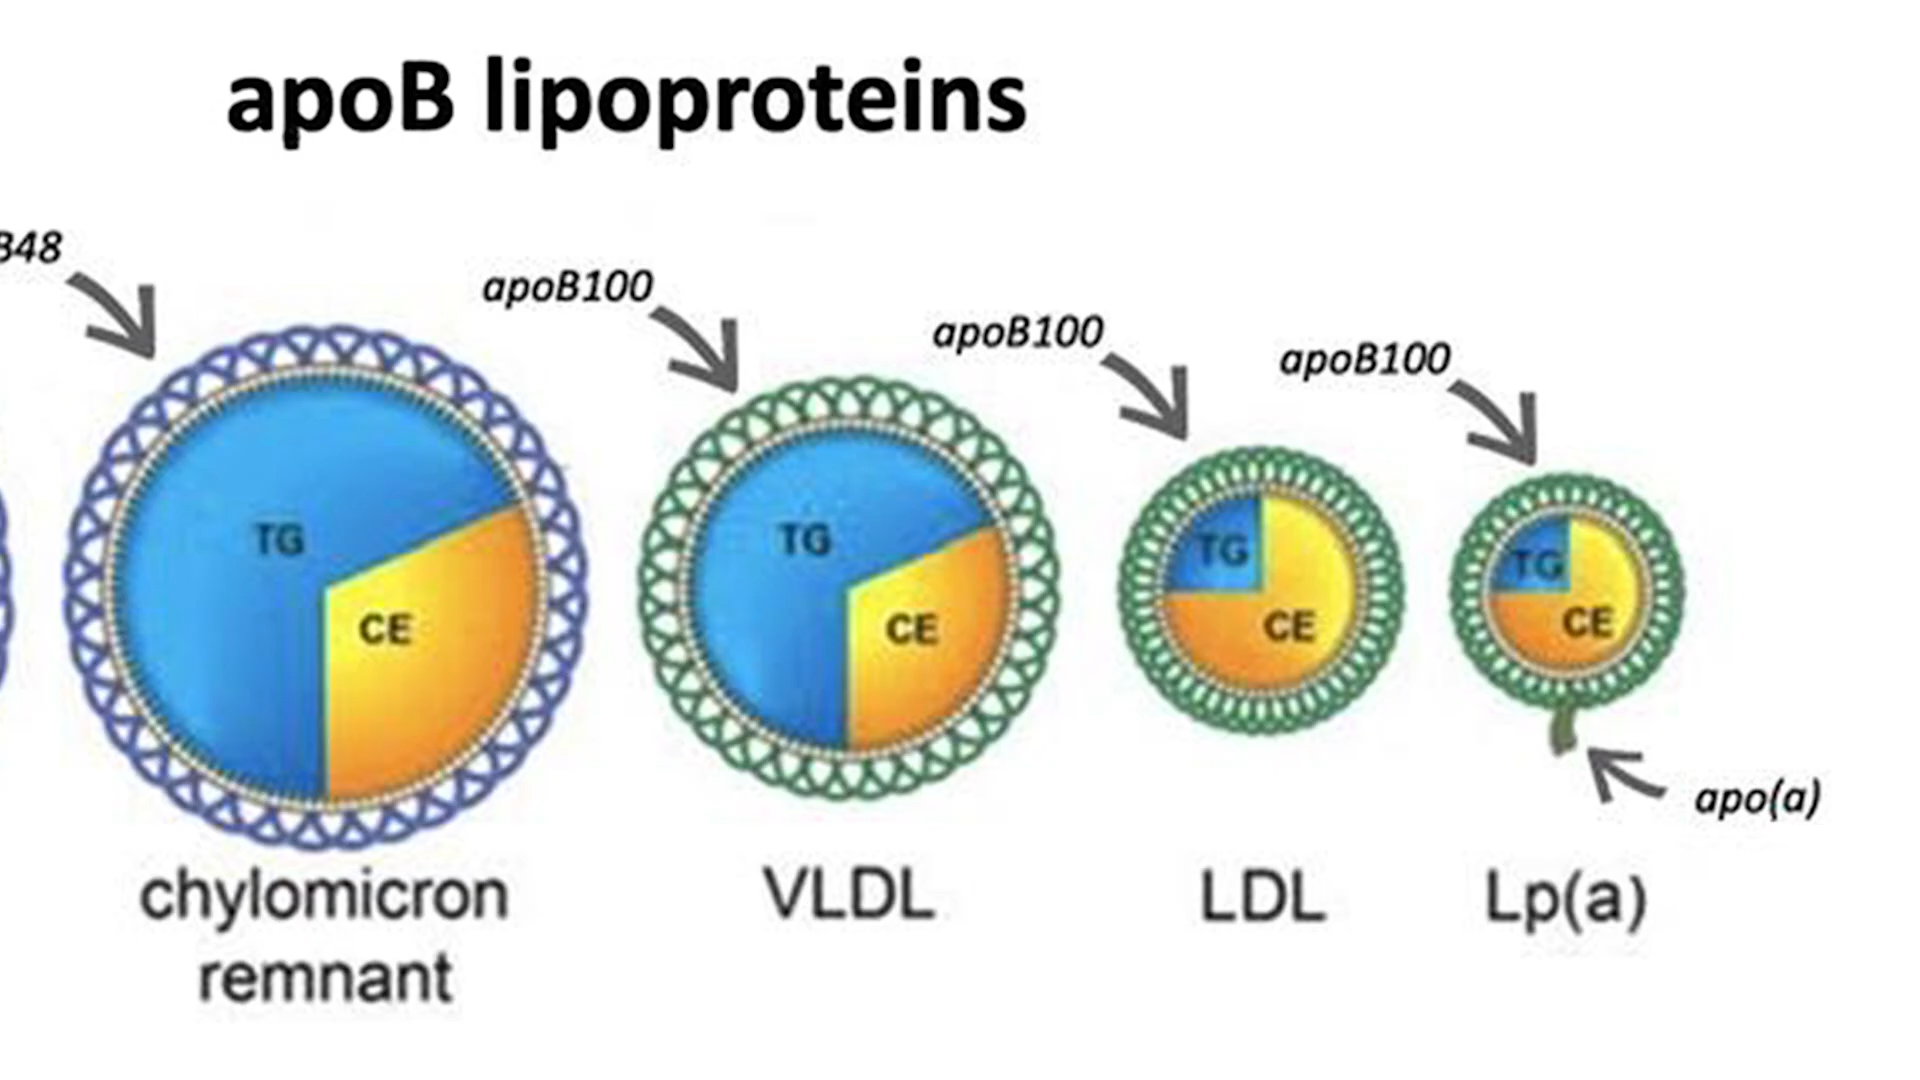 apoB lipoproteins
B48
apoB100
apoB100
apoB100
TG
CE
TG
CE
TG
CE
TG
CE
apo(a)
chylomicron
remnant
VLDL
LDL
Lp(a)